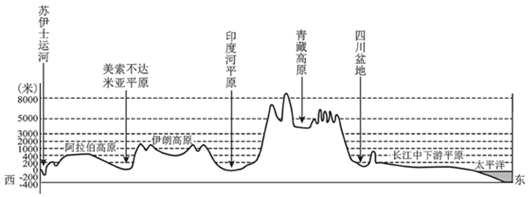 苏伊士运河
美索不达
米亚平原
印度河平原
青藏高原
四川盆地
(米)
8000
5000
3000
2000
1000
400
200
0
-200
-400
阿拉伯高原
伊朗高原
长江中下游平原
太平洋
西
东